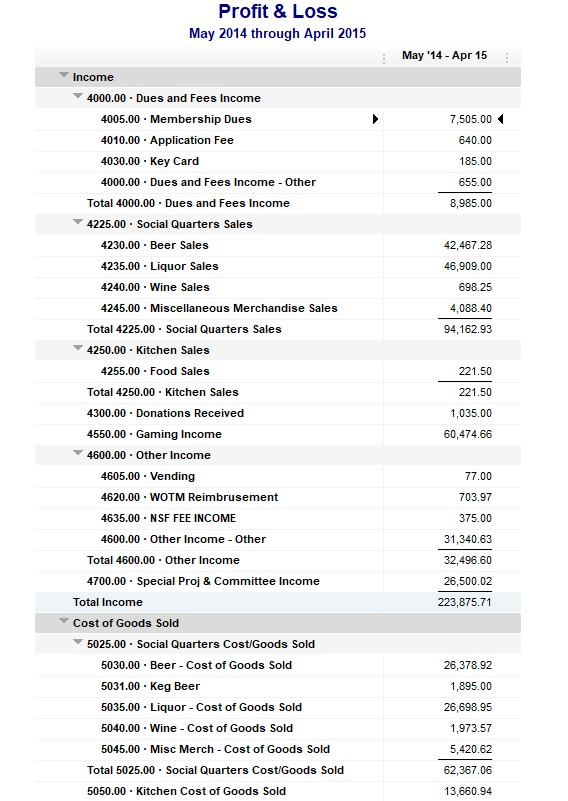 Profit & Loss
May 2014 through April 2015
May '14 - Apr 15
Income
4000.00 · Dues and Fees Income
4005.00 · Membership Dues 7,505.00
4010.00 · Application Fee 640.00
4030.00 · Key Card 185.00
4000.00 · Dues and Fees Income - Other 655.00
Total 4000.00 · Dues and Fees Income 8,985.00
4225.00 · Social Quarters Sales
4230.00 · Beer Sales 42,467.28
4235.00 · Liquor Sales 46,909.00
4240.00 · Wine Sales 698.25
4245.00 · Miscellaneous Merchandise Sales 4,088.40
Total 4225.00 · Social Quarters Sales 94,162.93
4250.00 · Kitchen Sales
4255.00 · Food Sales 221.50
Total 4250.00 · Kitchen Sales 221.50
4300.00 · Donations Received 1,035.00
4550.00 · Gaming Income 60,474.66
4600.00 · Other Income
4605.00 · Vending 77.00
4620.00 · WOTM Reimbrusement 703.97
4635.00 · NSF FEE INCOME 375.00
4600.00 · Other Income - Other 31,340.63
Total 4600.00 · Other Income 32,496.60
4700.00 · Special Proj & Committee Income 26,500.02
Total Income 223,875.71
Cost of Goods Sold
5025.00 · Social Quarters Cost/Goods Sold
5030.00 · Beer - Cost of Goods Sold 26,378.92
5031.00 · Keg Beer 1,895.00
5035.00 · Liquor - Cost of Goods Sold 26,698.95
5040.00 · Wine - Cost of Goods Sold 1,973.57
5045.00 · Misc Merch - Cost of Goods Sold 5,420.62
Total 5025.00 · Social Quarters Cost/Goods Sold 62,367.06
5050.00 · Kitchen Cost of Goods Sold 13,660.94